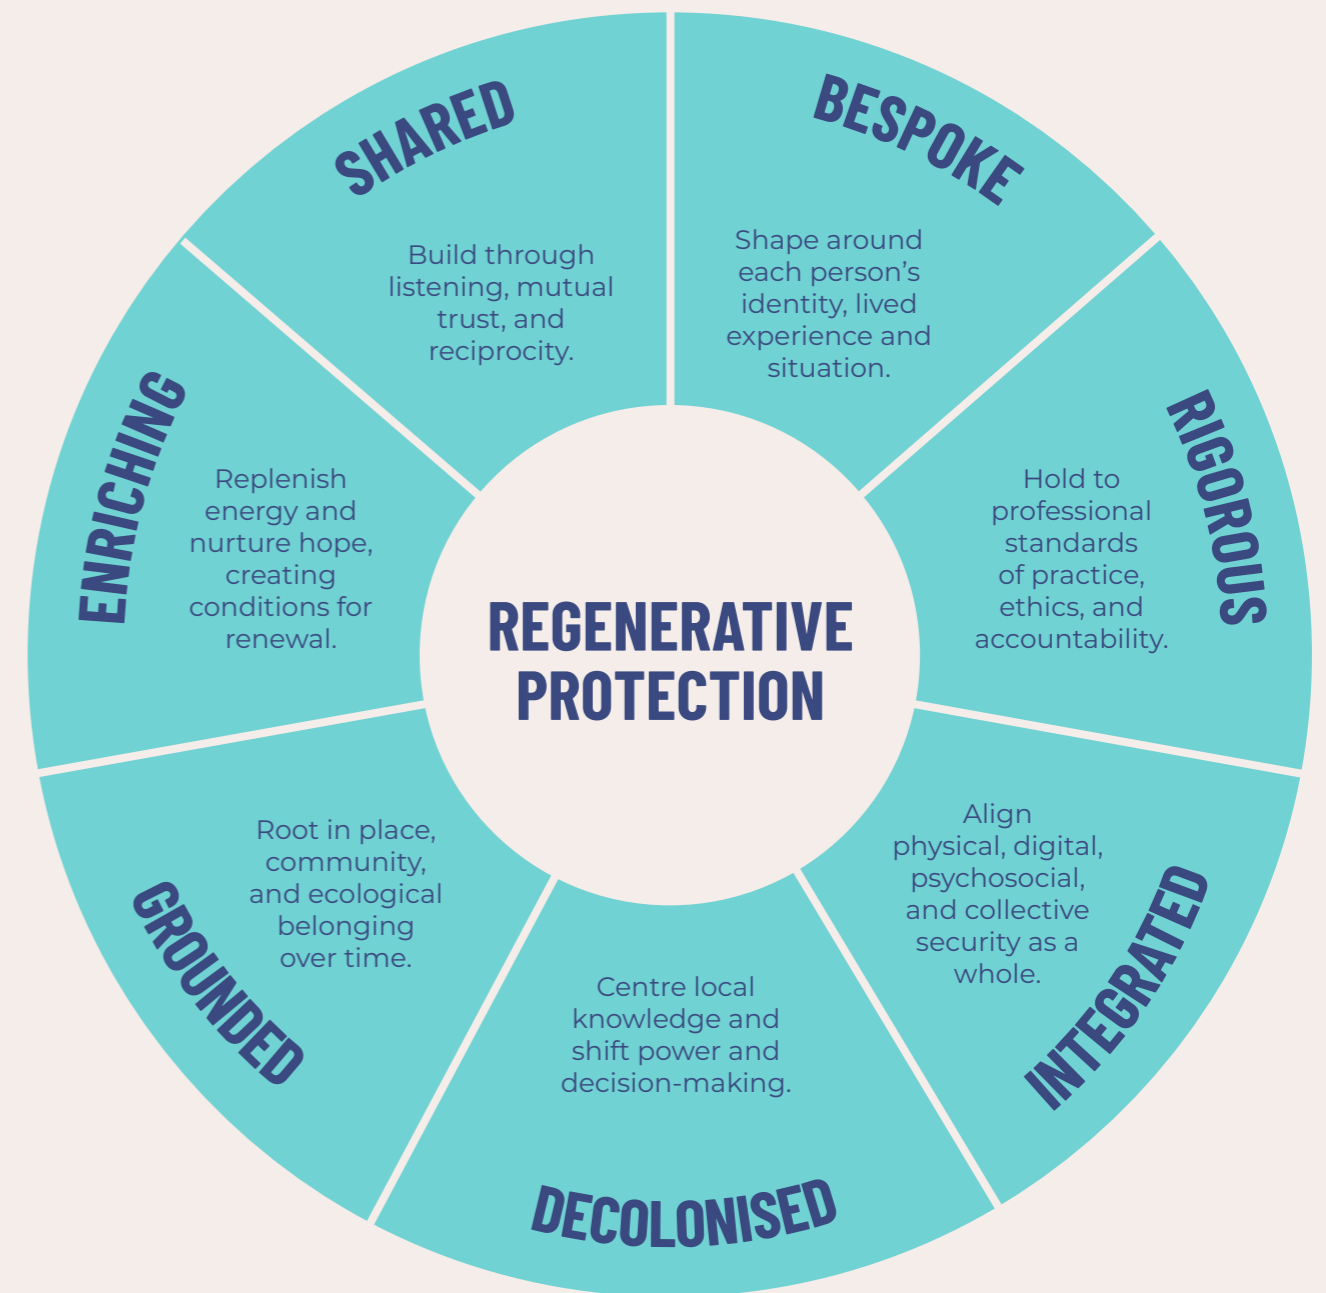 REGENERATIVE
PROTECTION
BESPOKE
Shape around
each person’s
identity, lived
experience and
situation.
RIGOROUS
Hold to
professional
standards
of practice,
ethics, and
accountability.
INTEGRATED
Align
physical, digital,
psychosocial,
and collective
security as a
whole.
DECOLONISED
Centre local
knowledge and
shift power and
decision-making.
GROUNDED
Root in place,
community,
and ecological
belonging
over time.
ENRICHING
Replenish
energy and
nurture hope,
creating
conditions for
renewal.
SHARED
Build through
listening, mutual
trust, and
reciprocity.